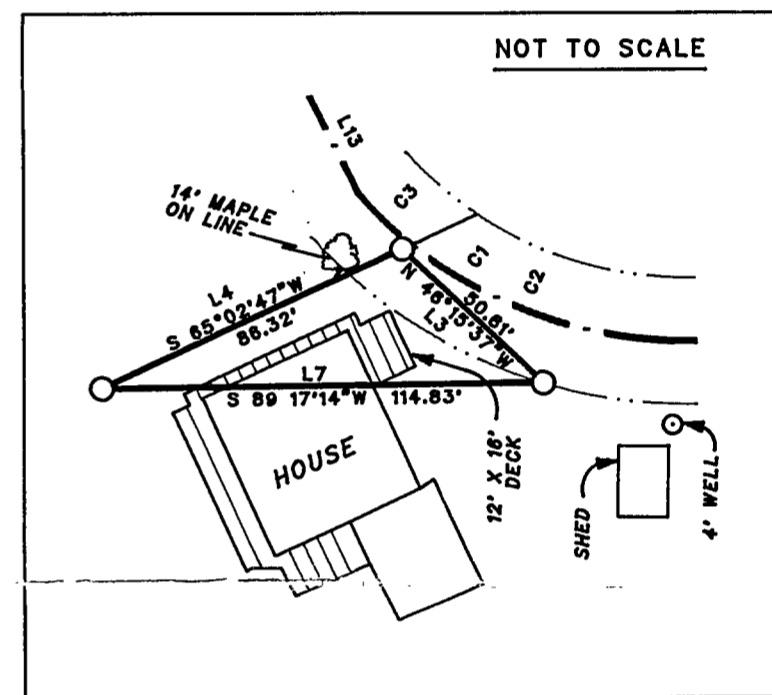 NOT TO SCALE
L13
C3
14' MAPLE
ON LINE
C1
C2
L4
S 65°02'47"W
86.32'
N 46°15'37"W
50.61'
L3
L7
S 89 17'14"W 114.83'
HOUSE
12' X 16'
DECK
SHED
4' WELL